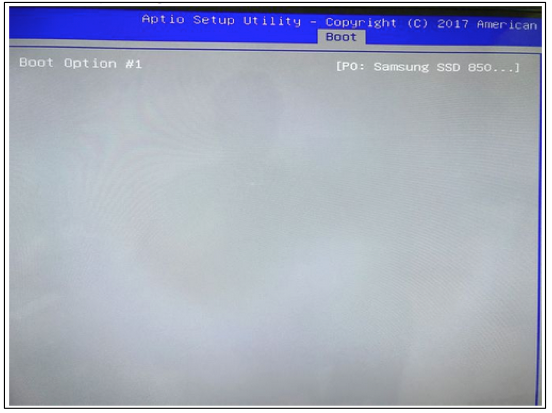 Aptio Setup Utility – Copyright (C) 2017 American
Boot
Boot Option #1 [P0: Samsung SSD 850...]